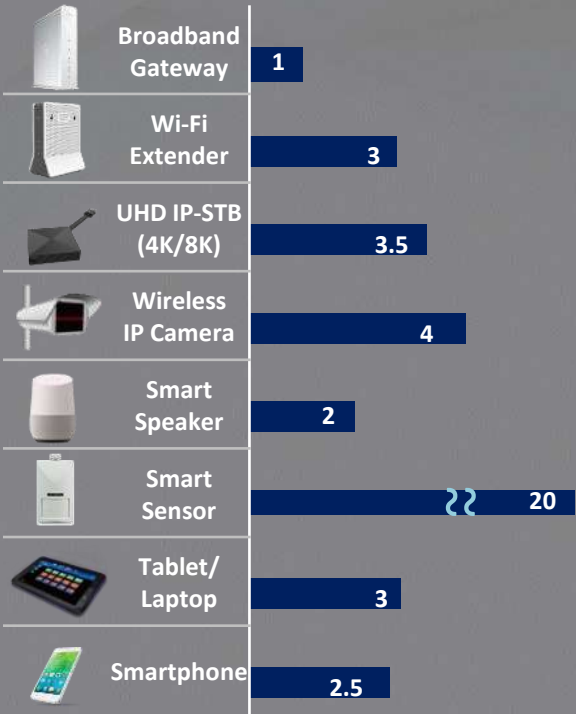 Broadband
Gateway
1
Wi-Fi
Extender
3
UHD IP-STB
(4K/8K)
3.5
Wireless
IP Camera
4
Smart
Speaker
2
Smart
Sensor
20
Tablet/
Laptop
3
Smartphone
2.5